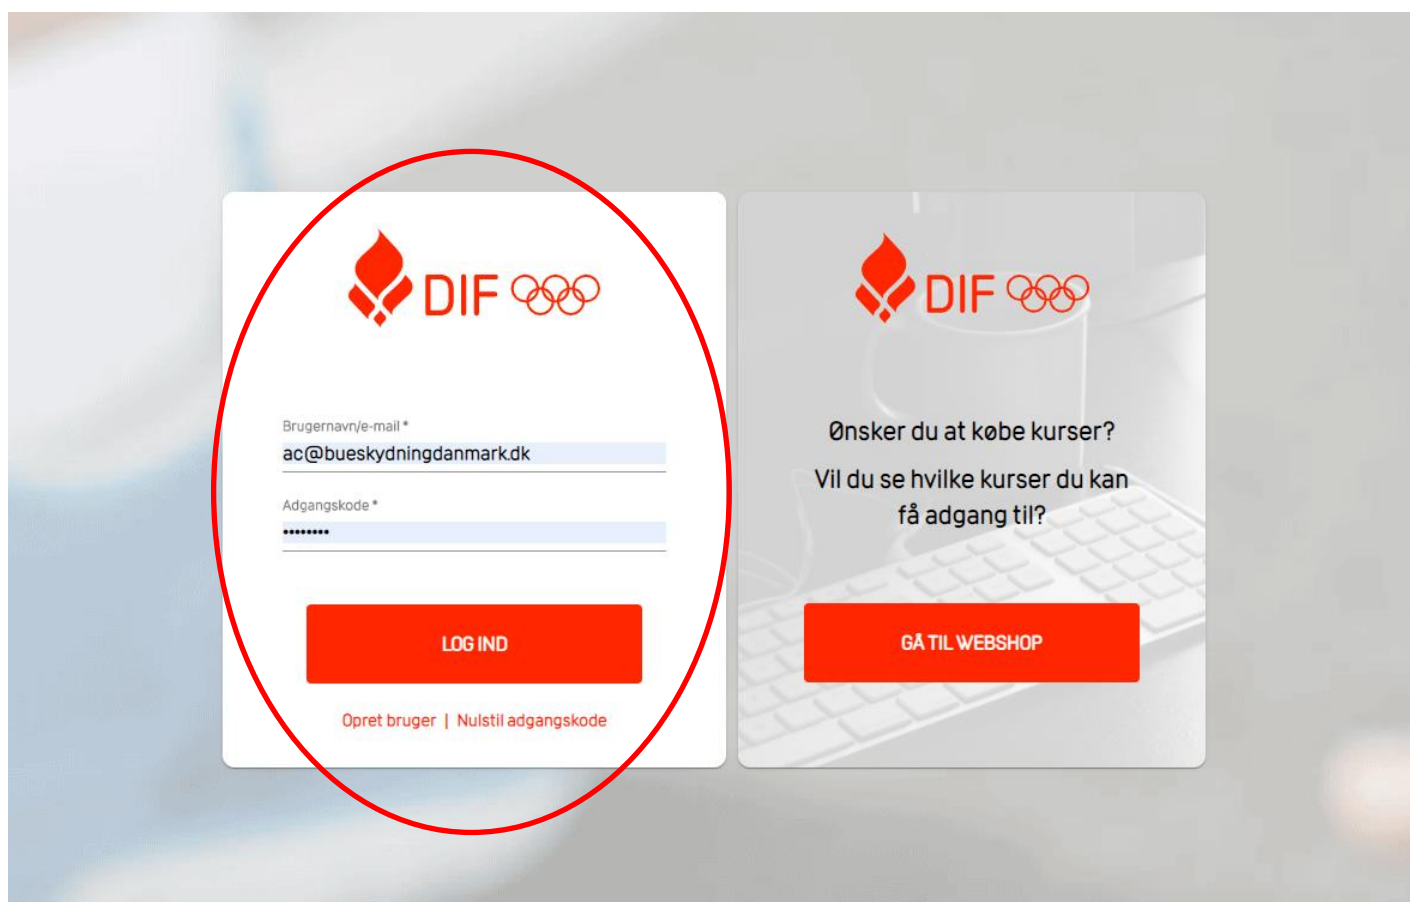 DIF
Brugernavn/e-mail *
ac@bueskydningdanmark.dk
Adgangskode *
••••••••
LOG IND
Opret bruger | Nulstil adgangskode
DIF
Ønsker du at købe kurser?
Vil du se hvilke kurser du kan
få adgang til?
GÅ TIL WEBSHOP